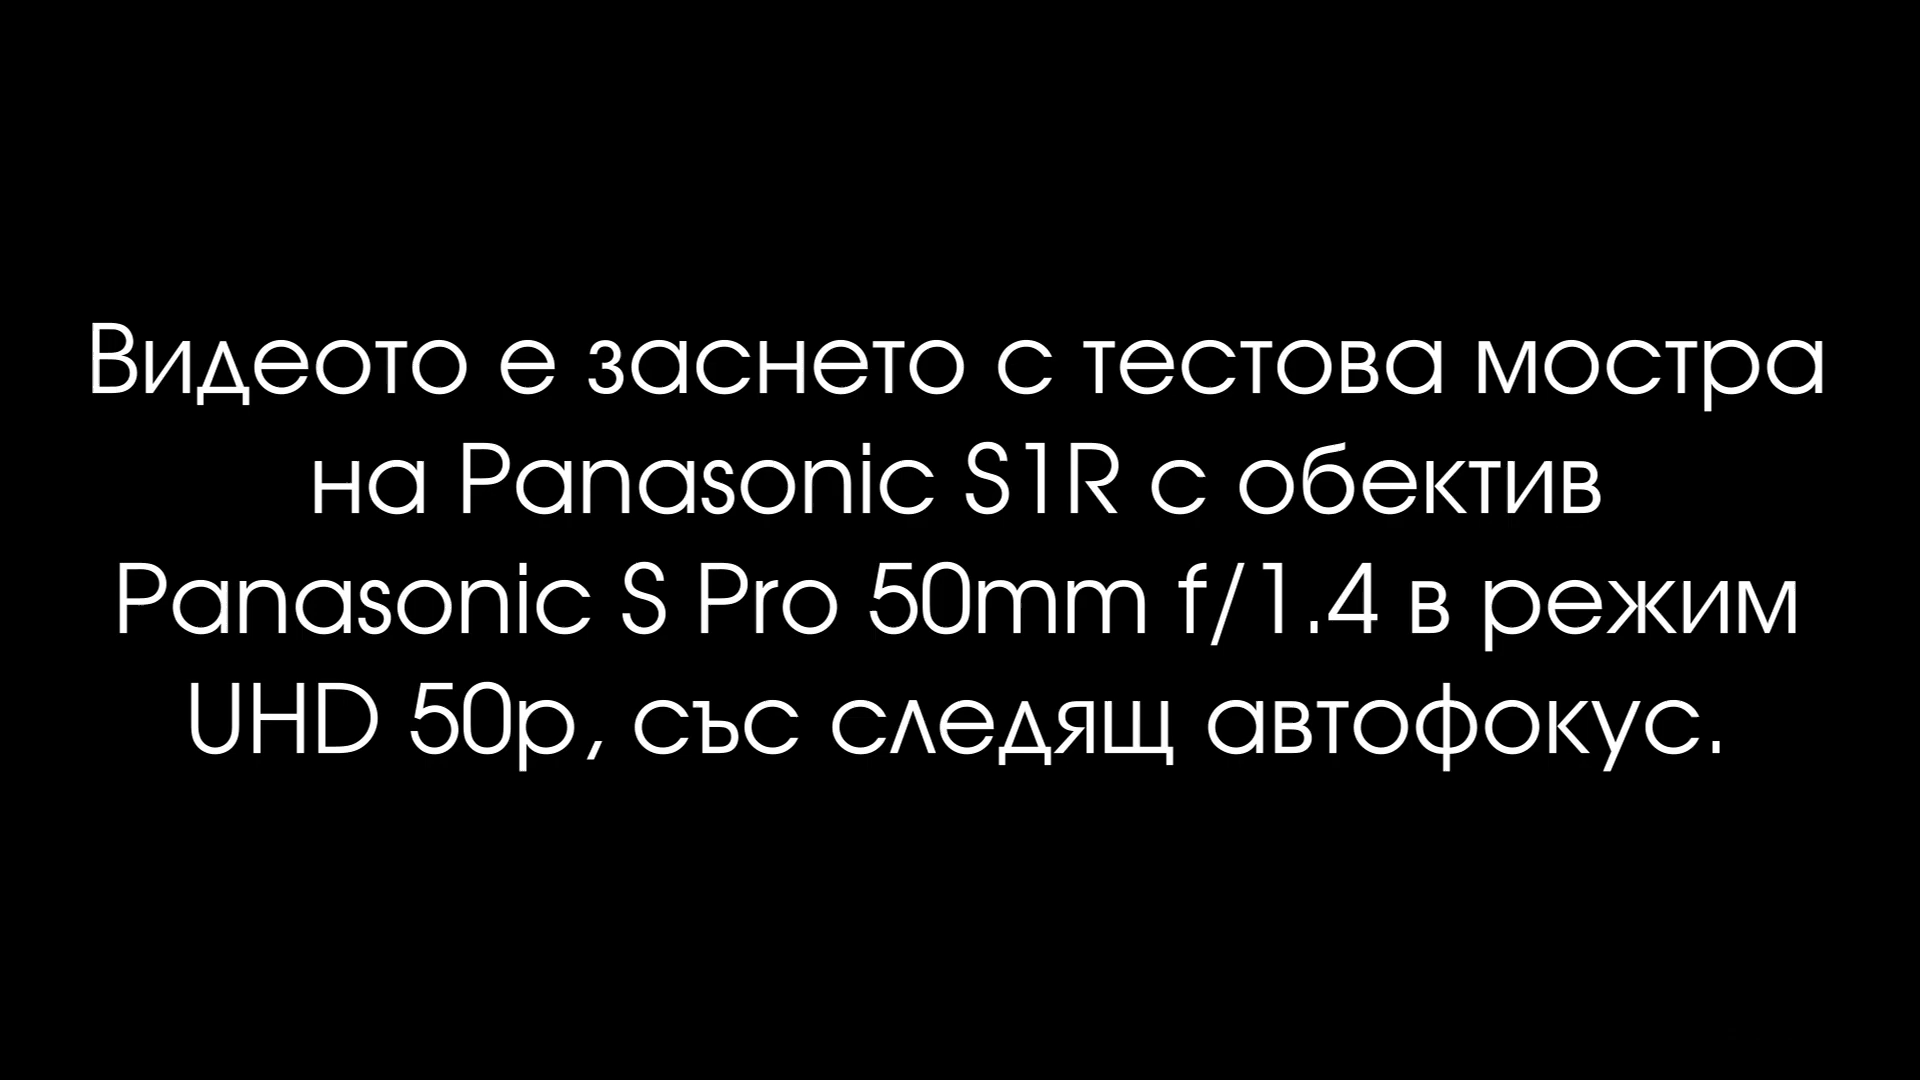 Видеото е заснето с тестова мостра
на Panasonic S1R с обектив
Panasonic S Pro 50mm f/1.4 в режим
UHD 50p, със следящ автофокус.